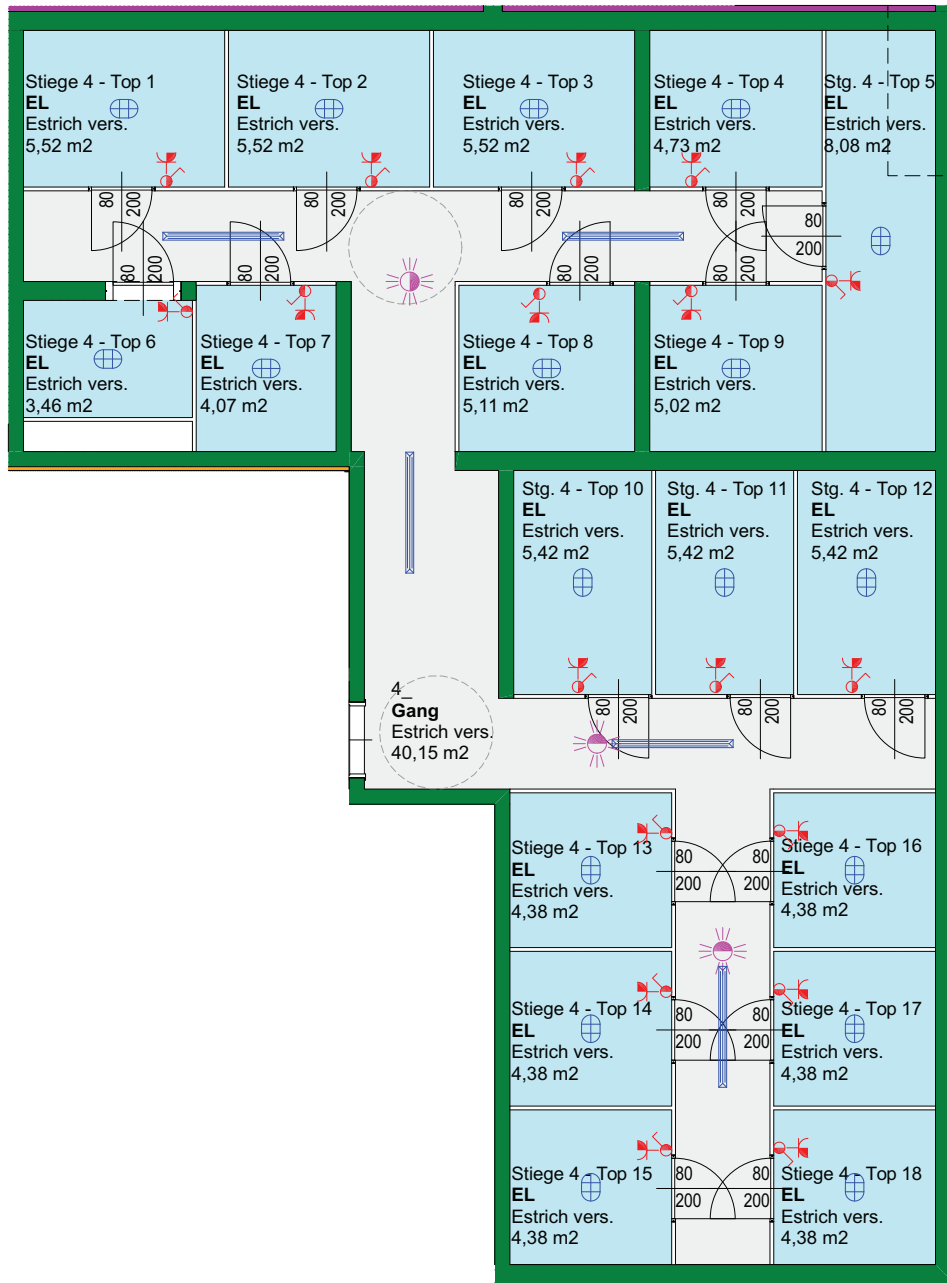 Stiege 4 - Top 1
EL
Estrich vers.
5,52 m2
Stiege 4 - Top 2
EL
Estrich vers.
5,52 m2
Stiege 4 - Top 3
EL
Estrich vers.
5,52 m2
Stiege 4 - Top 4
EL
Estrich vers.
4,73 m2
Stg. 4 - Top 5
EL
Estrich vers.
8,08 m2
80
200
80
200
80
200
80
200
80
200
80
200
80
200
80
200
80
200
Stiege 4 - Top 6
EL
Estrich vers.
3,46 m2
Stiege 4 - Top 7
EL
Estrich vers.
4,07 m2
Stiege 4 - Top 8
EL
Estrich vers.
5,11 m2
Stiege 4 - Top 9
EL
Estrich vers.
5,02 m2
Stg. 4 - Top 10
EL
Estrich vers.
5,42 m2
Stg. 4 - Top 11
EL
Estrich vers.
5,42 m2
Stg. 4 - Top 12
EL
Estrich vers.
5,42 m2
4_
Gang
Estrich vers.
40,15 m2
80
200
80
200
80
200
Stiege 4 - Top 13
EL
Estrich vers.
4,38 m2
80
200
80
200
Stiege 4 - Top 16
EL
Estrich vers.
4,38 m2
Stiege 4 - Top 14
EL
Estrich vers.
4,38 m2
80
200
80
200
Stiege 4 - Top 17
EL
Estrich vers.
4,38 m2
Stiege 4 - Top 15
EL
Estrich vers.
4,38 m2
80
200
80
200
Stiege 4 - Top 18
EL
Estrich vers.
4,38 m2